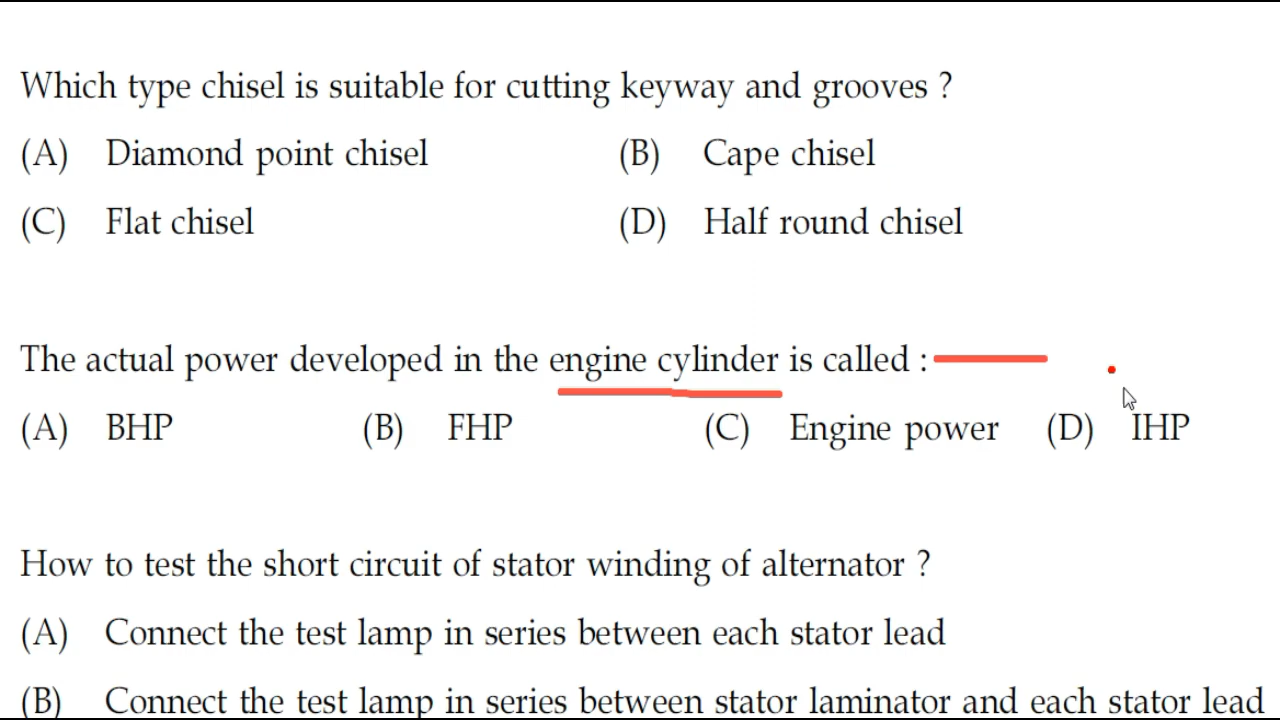 Which type chisel is suitable for cutting keyway and grooves ?
(A) Diamond point chisel (B) Cape chisel
(C) Flat chisel (D) Half round chisel
The actual power developed in the engine cylinder is called :
(A) BHP (B) FHP (C) Engine power (D) IHP
How to test the short circuit of stator winding of alternator ?
(A) Connect the test lamp in series between each stator lead
(B) Connect the test lamp in series between stator laminator and each stator lead